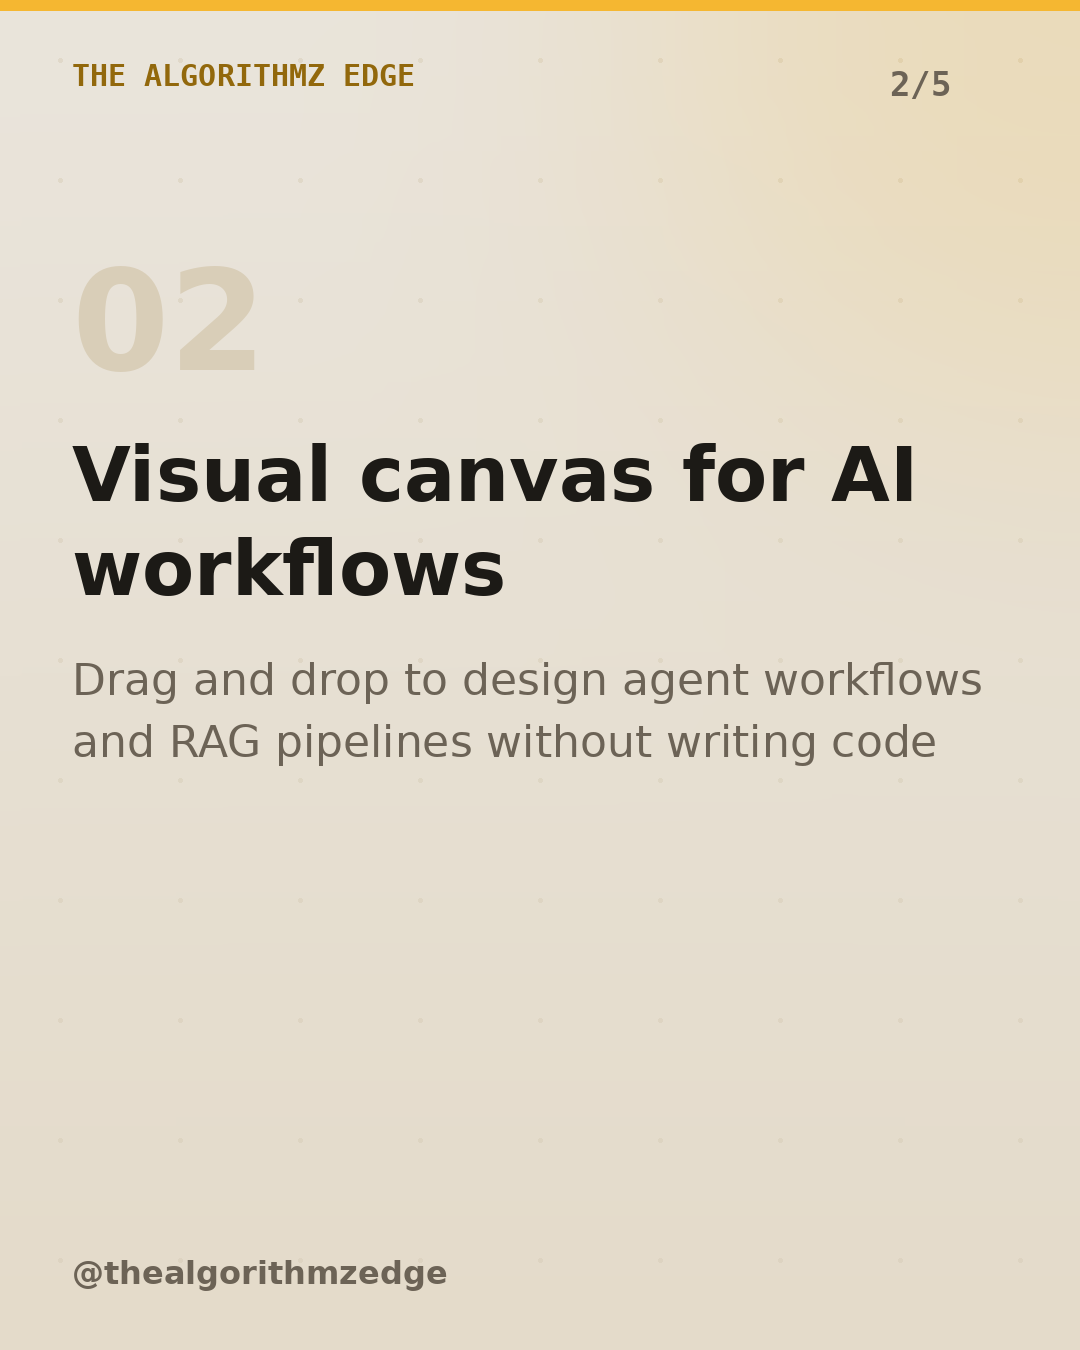 THE ALGORITHMZ EDGE
2/5
02
Visual canvas for AI
workflows
Drag and drop to design agent workflows
and RAG pipelines without writing code
@thealgorithmzedge